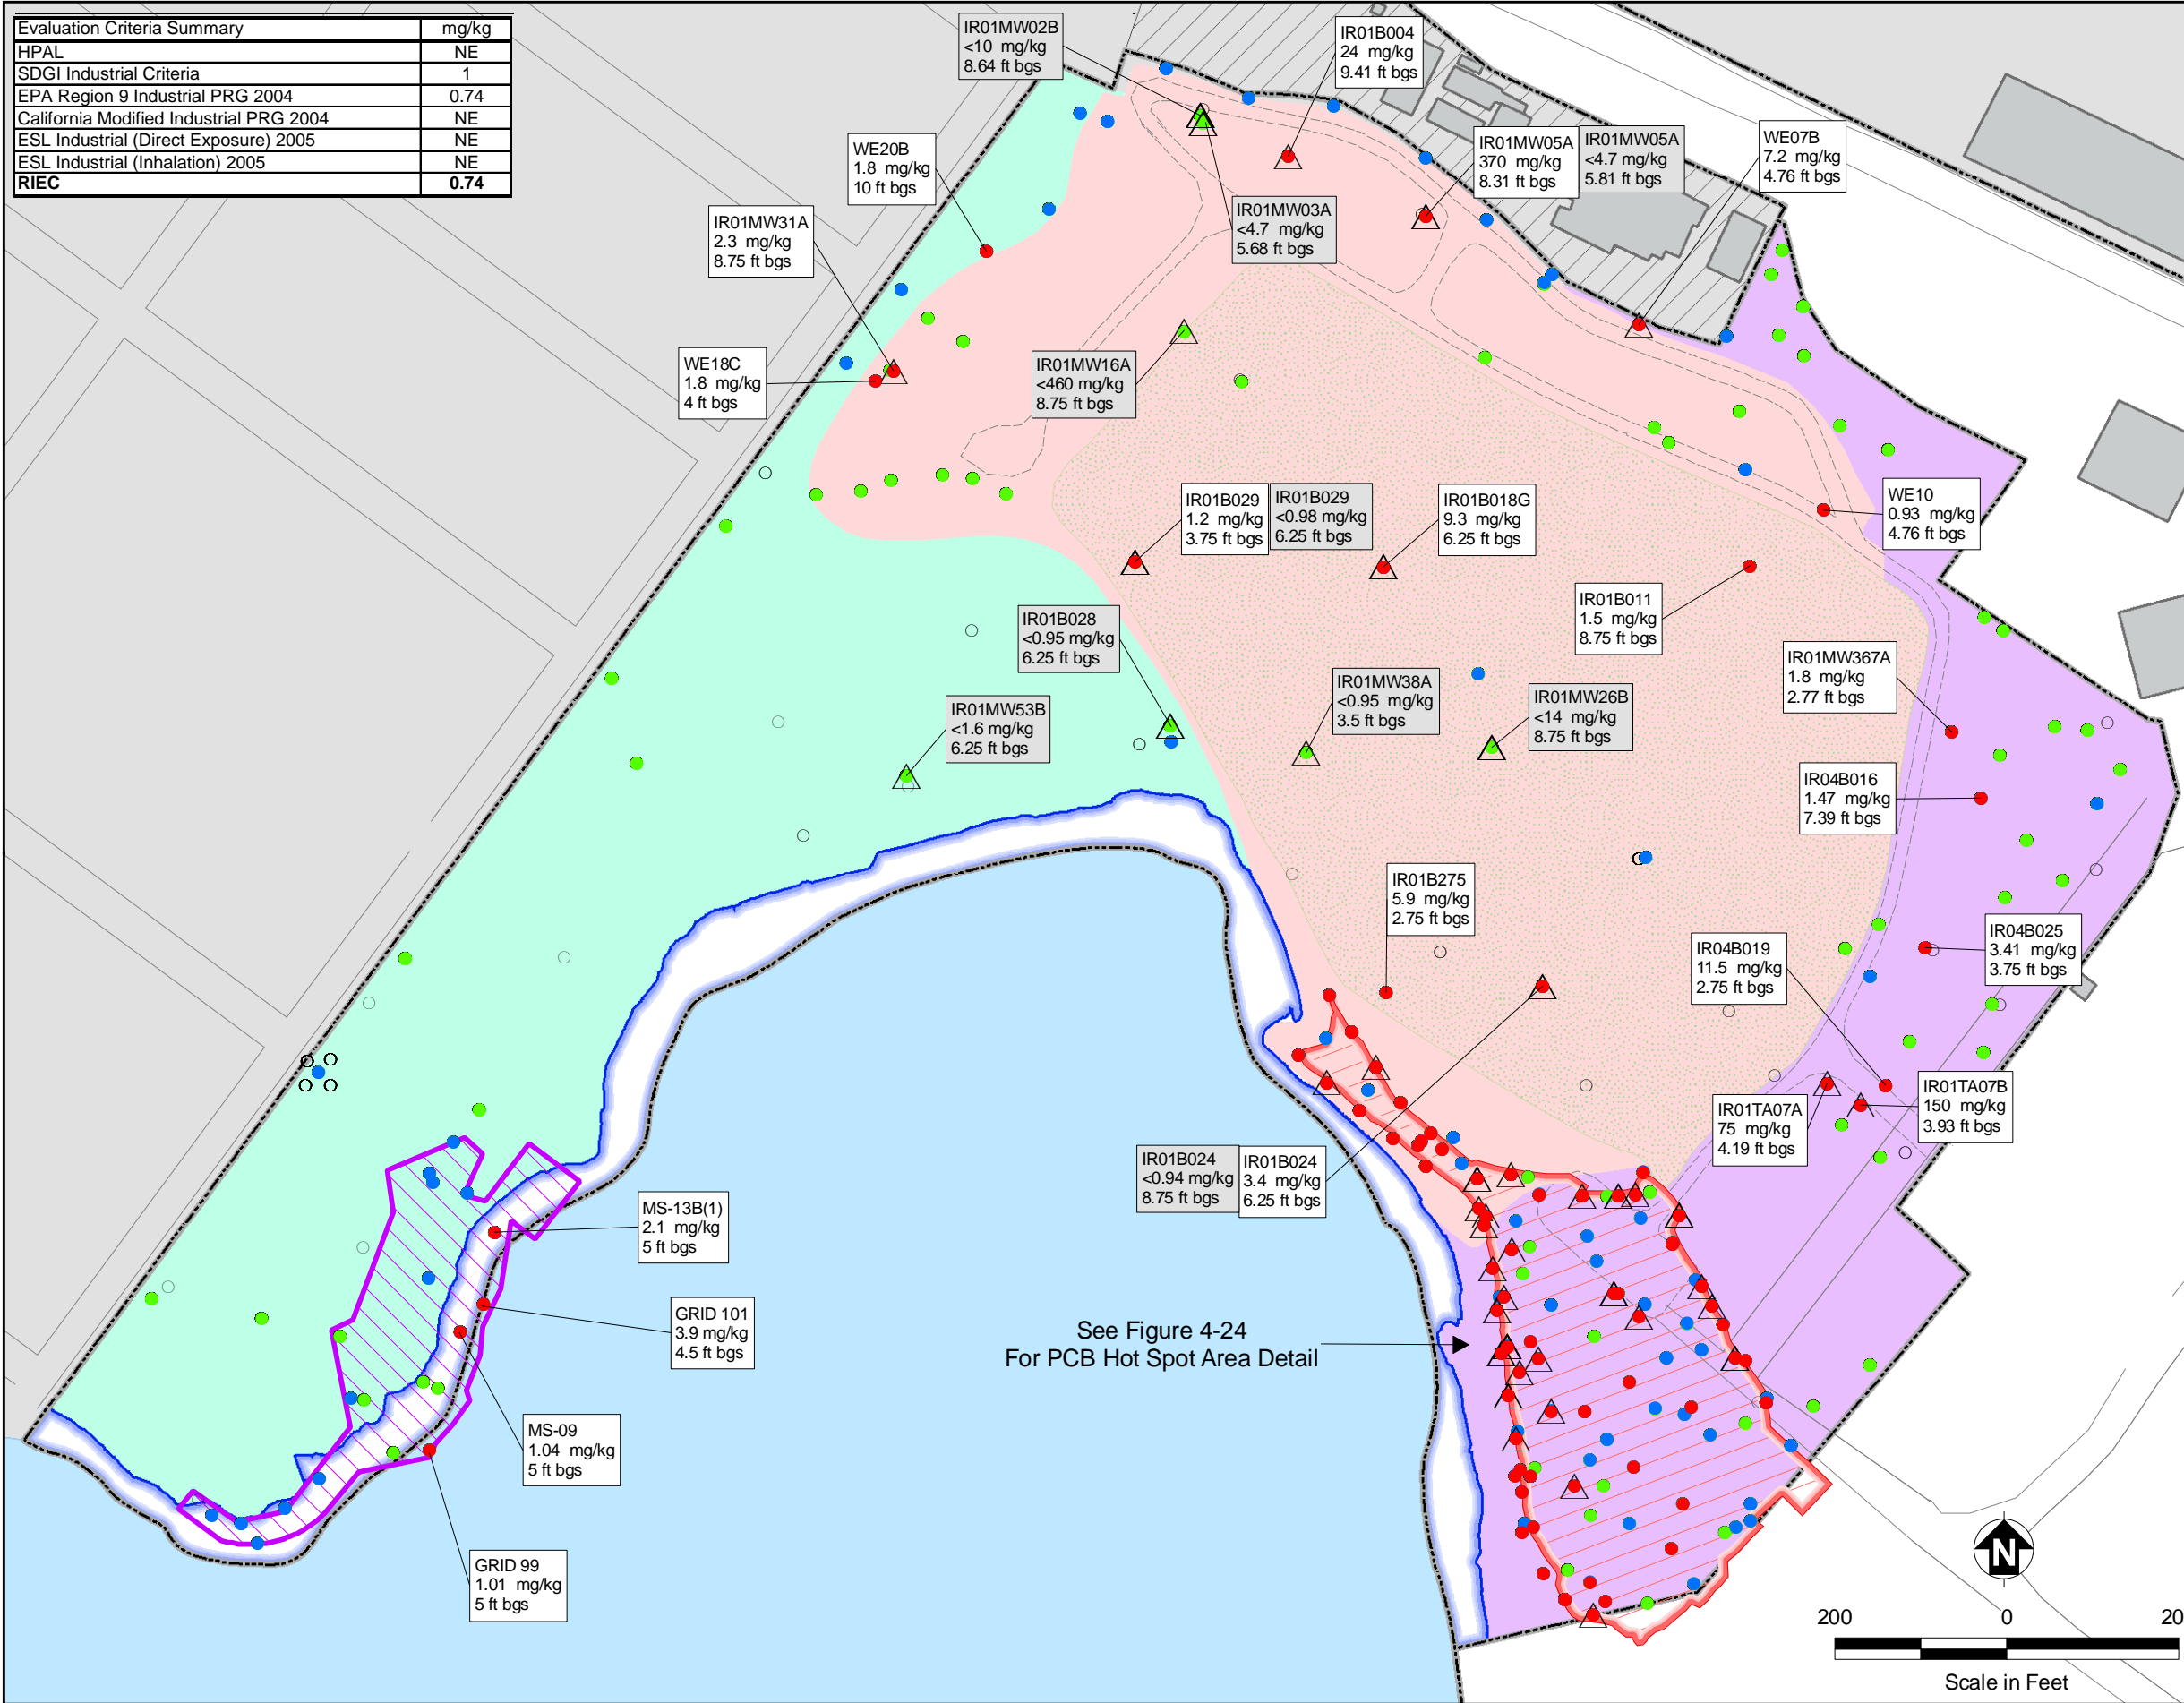 Evaluation Criteria Summary mg/kg
HPAL NE
SDGI Industrial Criteria 1
EPA Region 9 Industrial PRG 2004 0.74
California Modified Industrial PRG 2004 NE
ESL Industrial (Direct Exposure) 2005 NE
ESL Industrial (Inhalation) 2005 NE
RIEC 0.74
IR01MW02B
<10 mg/kg
8.64 ft bgs
IR01B004
24 mg/kg
9.41 ft bgs
WE20B
1.8 mg/kg
10 ft bgs
IR01MW05A
370 mg/kg
8.31 ft bgs
IR01MW05A
<4.7 mg/kg
5.81 ft bgs
WE07B
7.2 mg/kg
4.76 ft bgs
IR01MW31A
2.3 mg/kg
8.75 ft bgs
IR01MW03A
<4.7 mg/kg
5.68 ft bgs
WE18C
1.8 mg/kg
4 ft bgs
IR01MW16A
<460 mg/kg
8.75 ft bgs
IR01B029
1.2 mg/kg
3.75 ft bgs
IR01B029
<0.98 mg/kg
6.25 ft bgs
IR01B018G
9.3 mg/kg
6.25 ft bgs
WE10
0.93 mg/kg
4.76 ft bgs
IR01B011
1.5 mg/kg
8.75 ft bgs
IR01B028
<0.95 mg/kg
6.25 ft bgs
IR01MW367A
1.8 mg/kg
2.77 ft bgs
IR01MW53B
<1.6 mg/kg
6.25 ft bgs
IR01MW38A
<0.95 mg/kg
3.5 ft bgs
IR01MW26B
<14 mg/kg
8.75 ft bgs
IR04B016
1.47 mg/kg
7.39 ft bgs
IR01B275
5.9 mg/kg
2.75 ft bgs
IR04B019
11.5 mg/kg
2.75 ft bgs
IR04B025
3.41 mg/kg
3.75 ft bgs
IR01TA07A
75 mg/kg
4.19 ft bgs
IR01TA07B
150 mg/kg
3.93 ft bgs
IR01B024
<0.94 mg/kg
8.75 ft bgs
IR01B024
3.4 mg/kg
6.25 ft bgs
MS-13B(1)
2.1 mg/kg
5 ft bgs
GRID 101
3.9 mg/kg
4.5 ft bgs
See Figure 4-24
For PCB Hot Spot Area Detail
MS-09
1.04 mg/kg
5 ft bgs
GRID 99
1.01 mg/kg
5 ft bgs
N
200 0 20
Scale in Feet